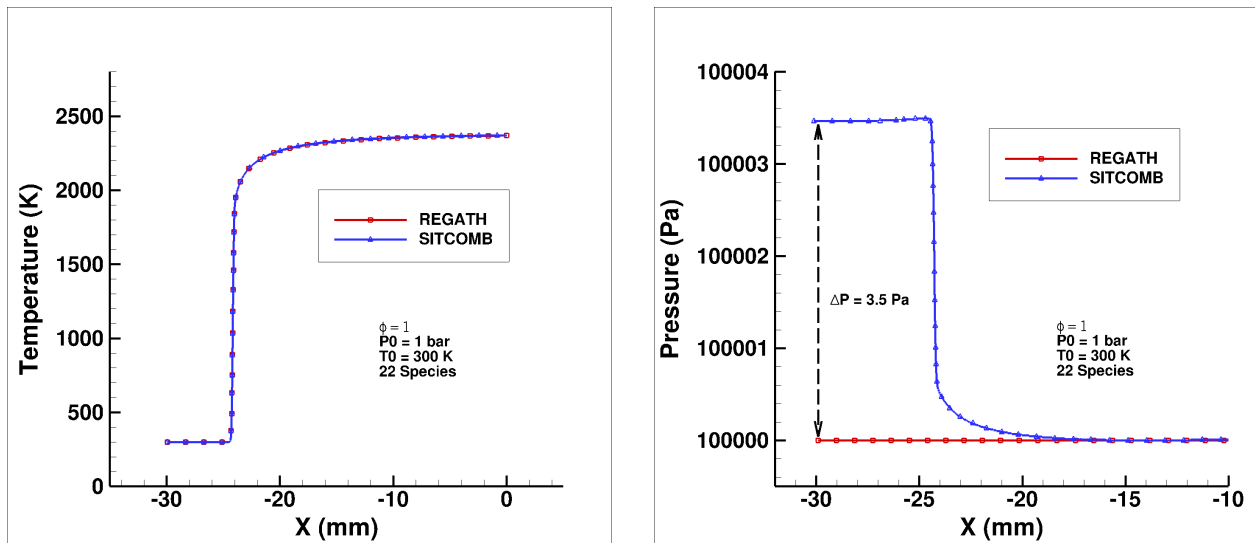 Temperature (K)
2500
2000
1500
1000
500
0
-30
-20
-10
0
X (mm)
REGATH
SITCOMB
ϕ = 1
P0 = 1 bar
T0 = 300 K
22 Species
Pressure (Pa)
100004
100003
100002
100001
100000
-30
-25
-20
-15
-10
X (mm)
REGATH
SITCOMB
ΔP = 3.5 Pa
ϕ = 1
P0 = 1 bar
T0 = 300 K
22 Species